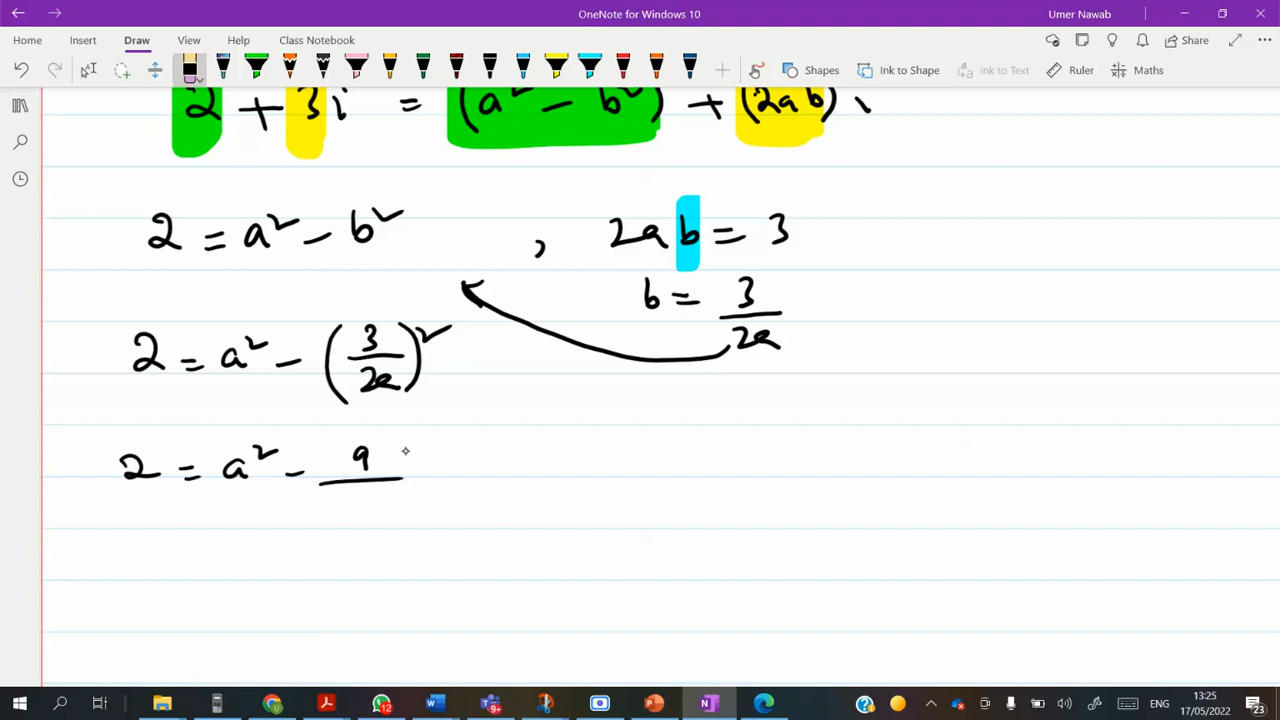 OneNote for Windows 10
Umer Nawab
Home Insert Draw View Help Class Notebook
Share
Shapes Ink to Shape Ink to Text Ruler Maths
2 + 3i = (a² - b²) + (2ab) i
2 = a² - b² , 2ab = 3
b = 3/2a
2 = a² - (3/2a)²
2 = a² - 9
12 9+
ENG 13:25
17/05/2022 23